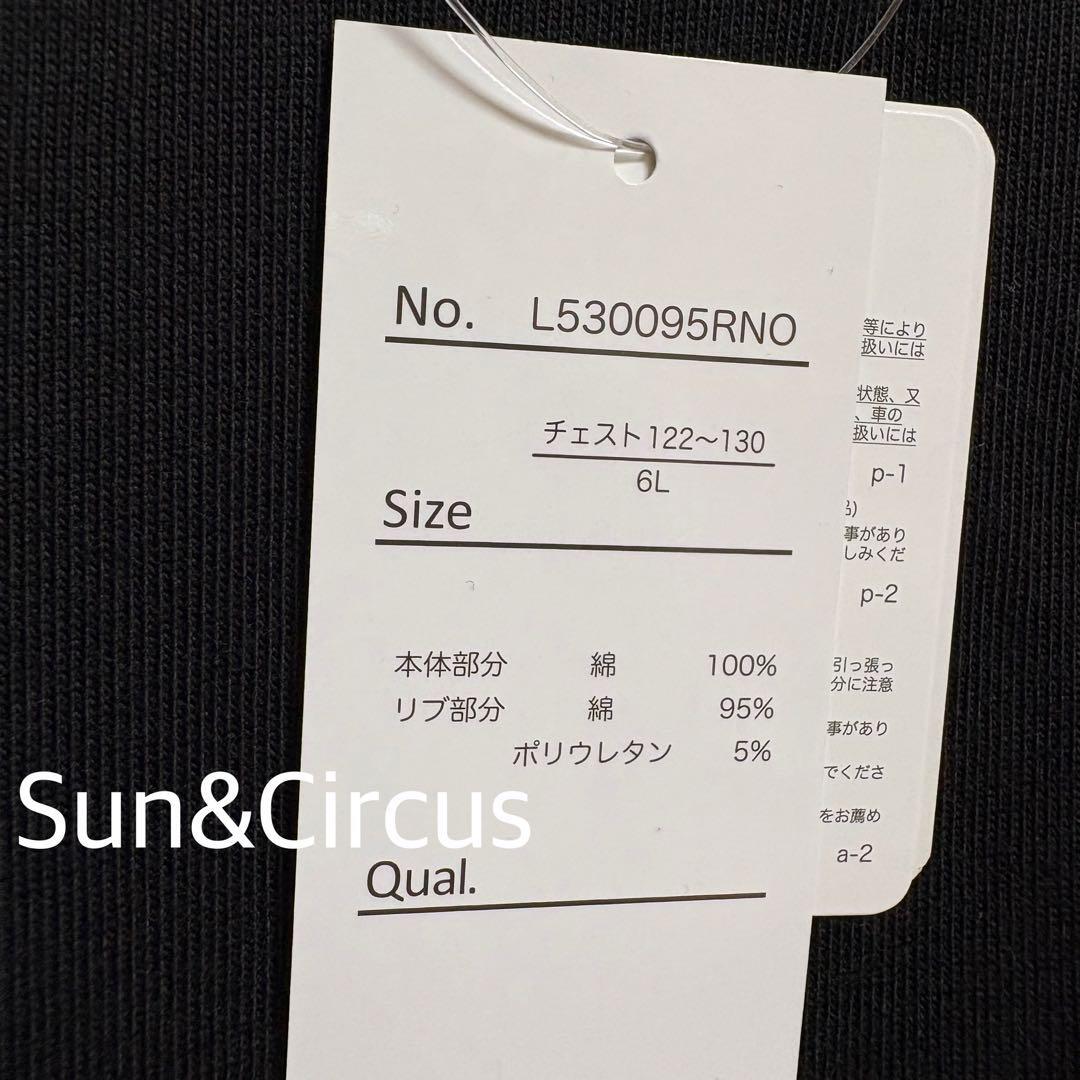 No. L530095RNO
チェスト122～130
6L
Size
本体部分 綿 100%
リブ部分 綿 95%
ポリウレタン 5%
Qual.
Sun&Circus
等により
扱いには
状態、又
、車の
扱いには
p-1
事があり
しみくだ
p-2
引っ張っ
分に注意
事があり
でくださ
をお薦め
a-2